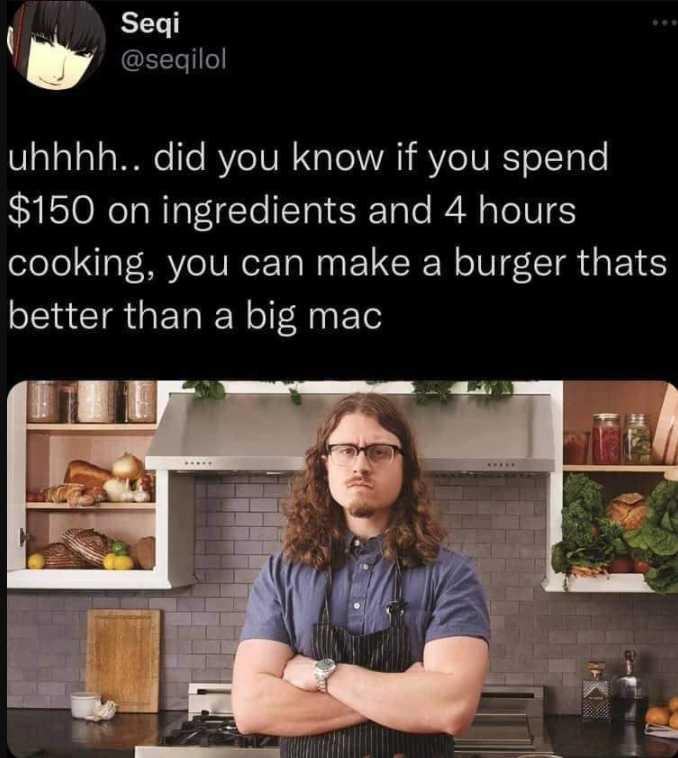 Seqi
@seqilol
uhhhh.. did you know if you spend
$150 on ingredients and 4 hours
cooking, you can make a burger thats
better than a big mac